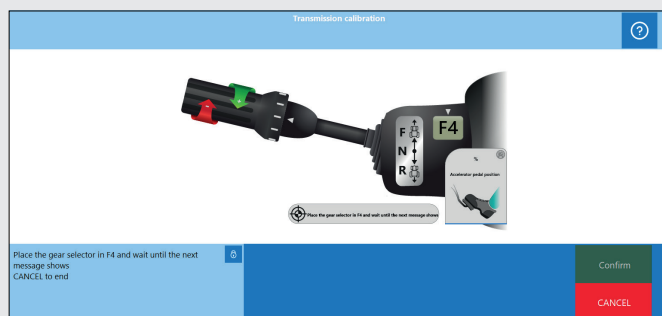 Transmission calibration
F
N
R
F4
%
Accelerator pedal position
Place the gear selector in F4 and wait until the next message shows
Place the gear selector in F4 and wait until the next
message shows
CANCEL to end
Confirm
CANCEL